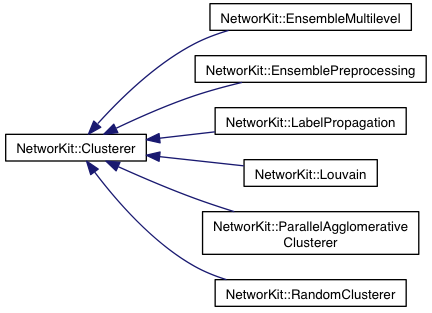 NetworKit::EnsembleMultilevel
NetworKit::EnsemblePreprocessing
NetworKit::LabelPropagation
NetworKit::Clusterer
NetworKit::Louvain
NetworKit::ParallelAgglomerative
Clusterer
NetworKit::RandomClusterer